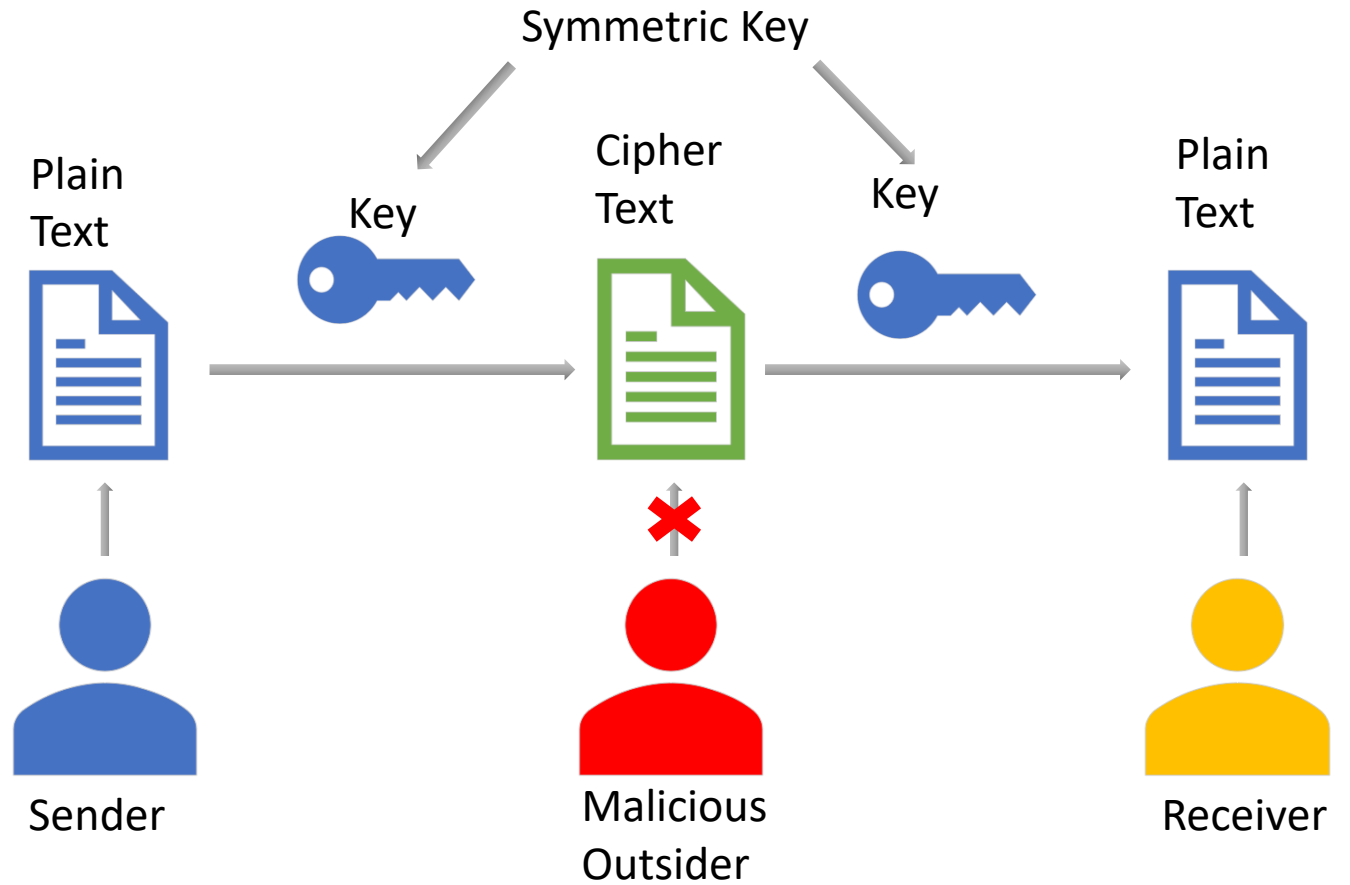 Symmetric Key
Plain
Text
Key
Cipher
Text
Key
Plain
Text
Sender
Malicious
Outsider
Receiver